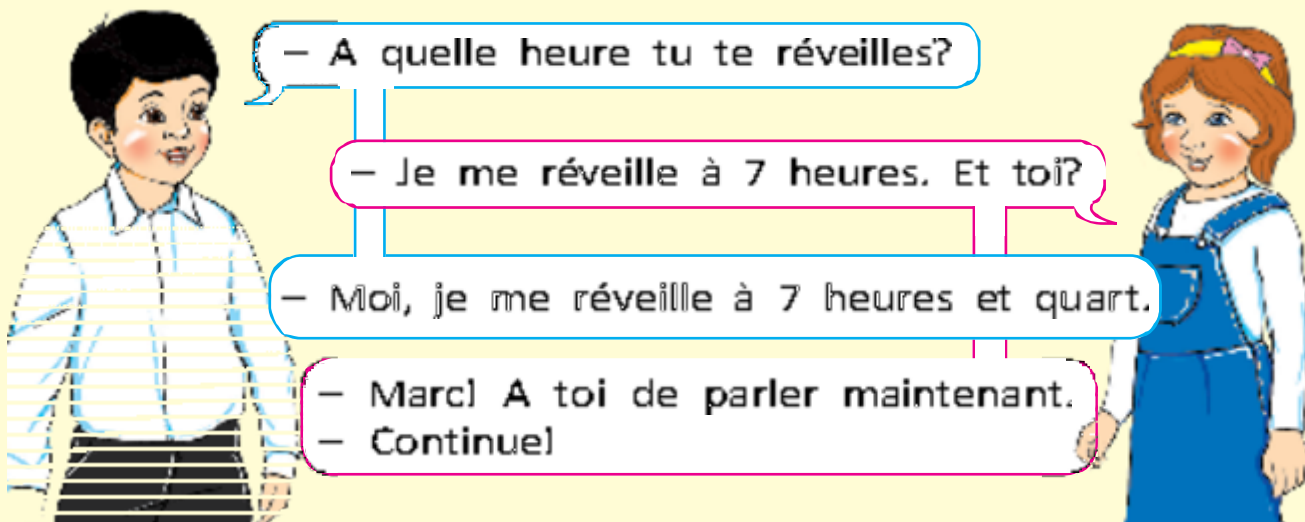 – A quelle heure tu te réveilles?
– Je me réveille à 7 heures. Et toi?
– Moi, je me réveille à 7 heures et quart.
– Marc! A toi de parler maintenant.
– Continue!